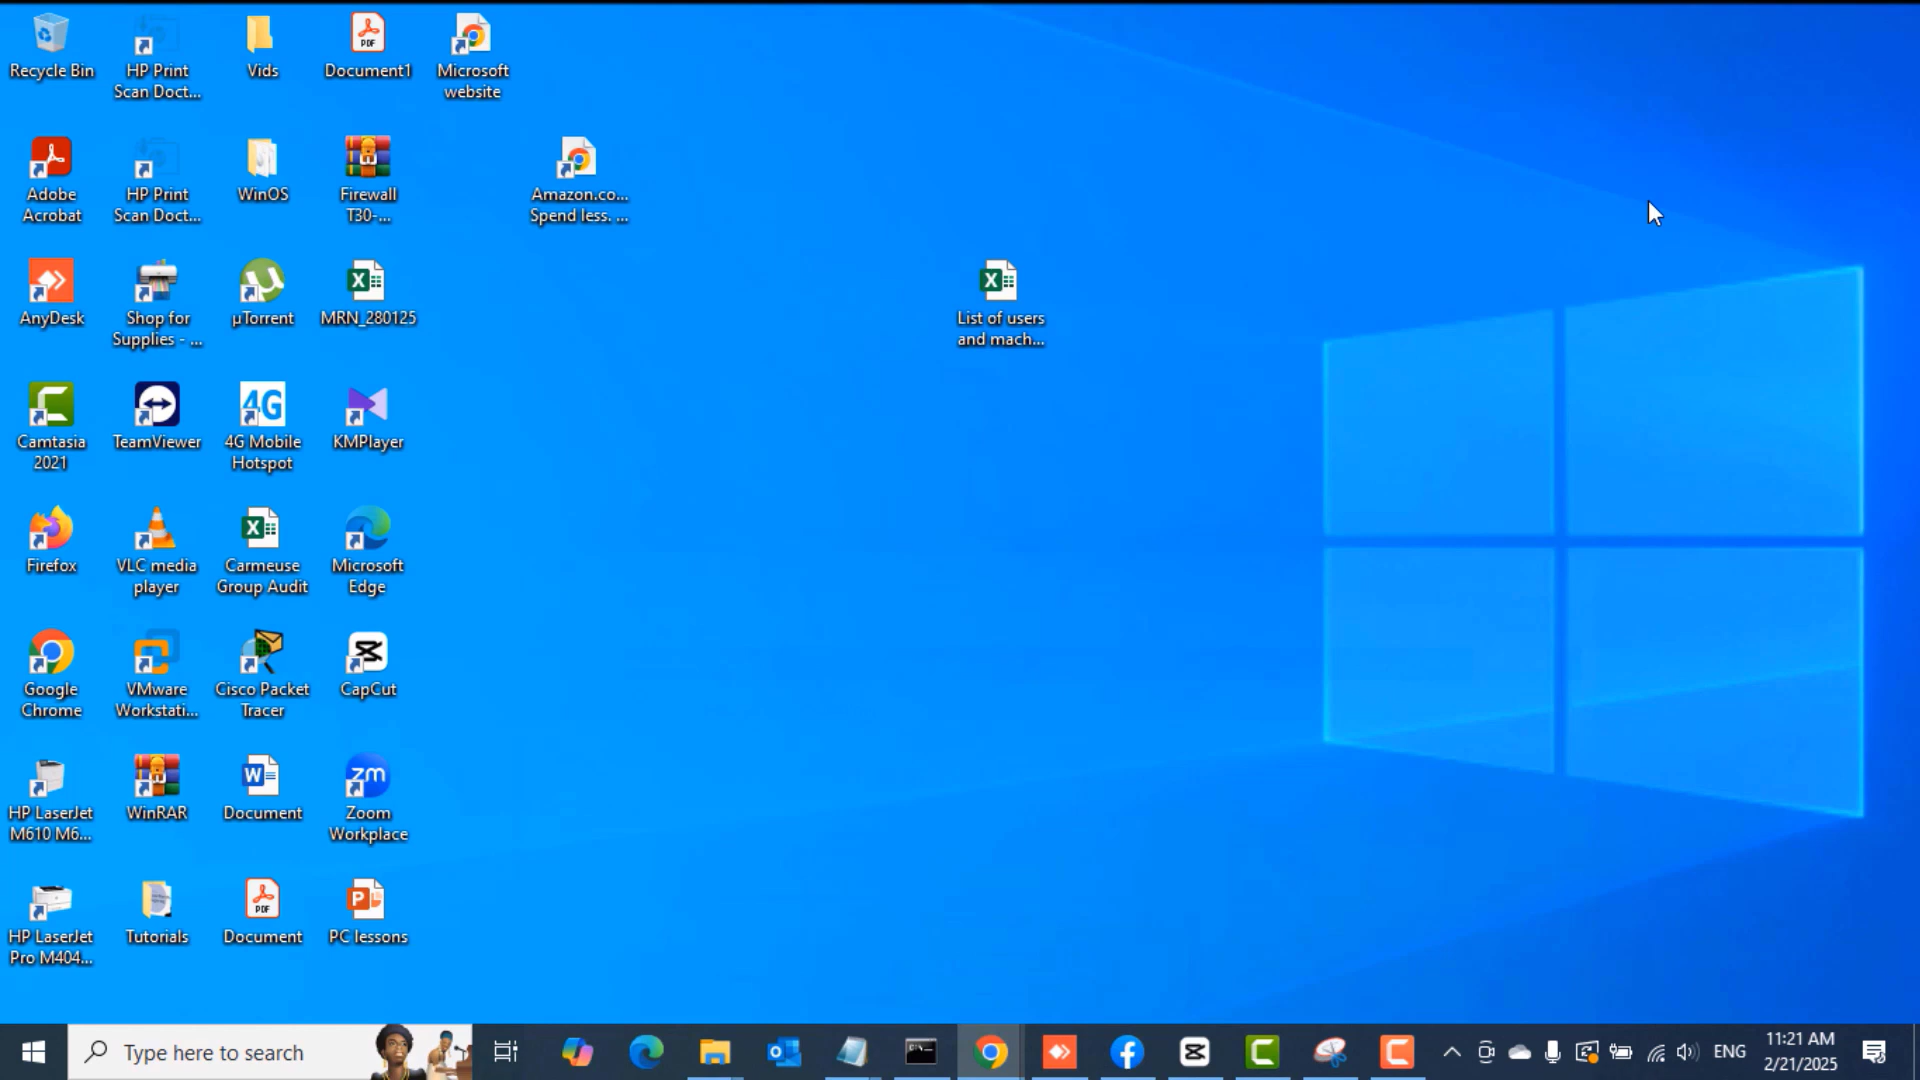 Recycle Bin
HP Print
Scan Doct...
Vids
PDF
Document1
Microsoft
website
Adobe
Acrobat
HP Print
Scan Doct...
WinOS
Firewall
T30-...
Amazon.co...
Spend less. ...
AnyDesk
Shop for
Supplies - ...
µTorrent
MRN_280125
List of users
and mach...
Camtasia
2021
TeamViewer
4G
4G Mobile
Hotspot
KMPlayer
Firefox
VLC media
player
Carmeuse
Group Audit
Microsoft
Edge
Google
Chrome
VMware
Workstati...
Cisco Packet
Tracer
CapCut
HP LaserJet
M610 M6...
WinRAR
Document
zm
Zoom
Workplace
HP LaserJet
Pro M404...
Tutorials
PDF
Document
PC lessons
Type here to search
ENG
11:21 AM
2/21/2025